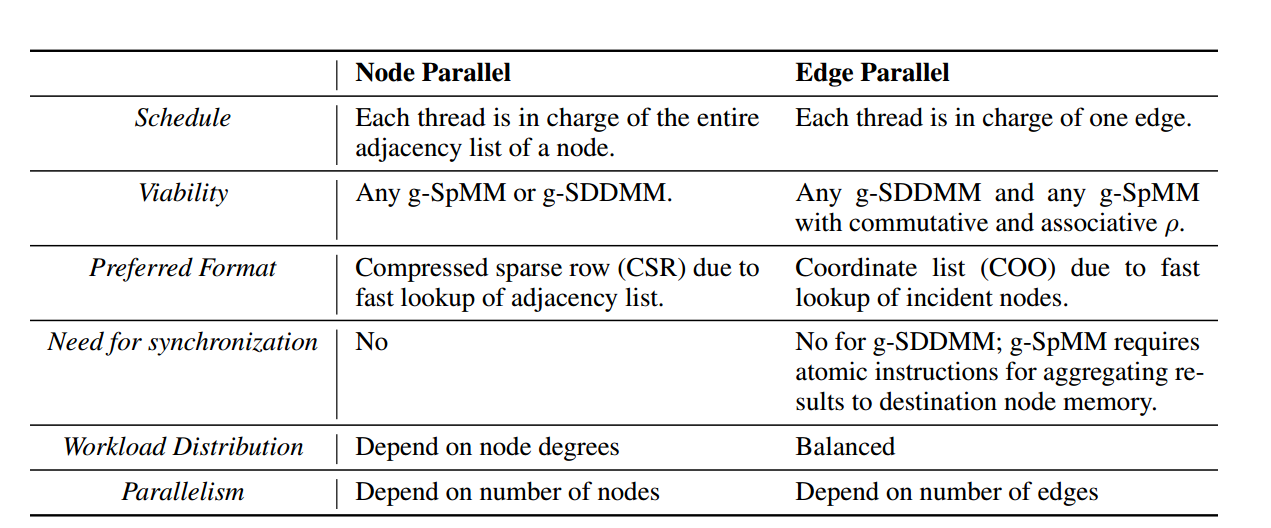 Node Parallel
Edge Parallel
Schedule
Each thread is in charge of the entire
adjacency list of a node.
Each thread is in charge of one edge.
Viability
Any g-SpMM or g-SDDMM.
Any g-SDDMM and any g-SpMM
with commutative and associative ρ.
Preferred Format
Compressed sparse row (CSR) due to
fast lookup of adjacency list.
Coordinate list (COO) due to fast
lookup of incident nodes.
Need for synchronization
No
No for g-SDDMM; g-SpMM requires
atomic instructions for aggregating re-
sults to destination node memory.
Workload Distribution
Depend on node degrees
Balanced
Parallelism
Depend on number of nodes
Depend on number of edges